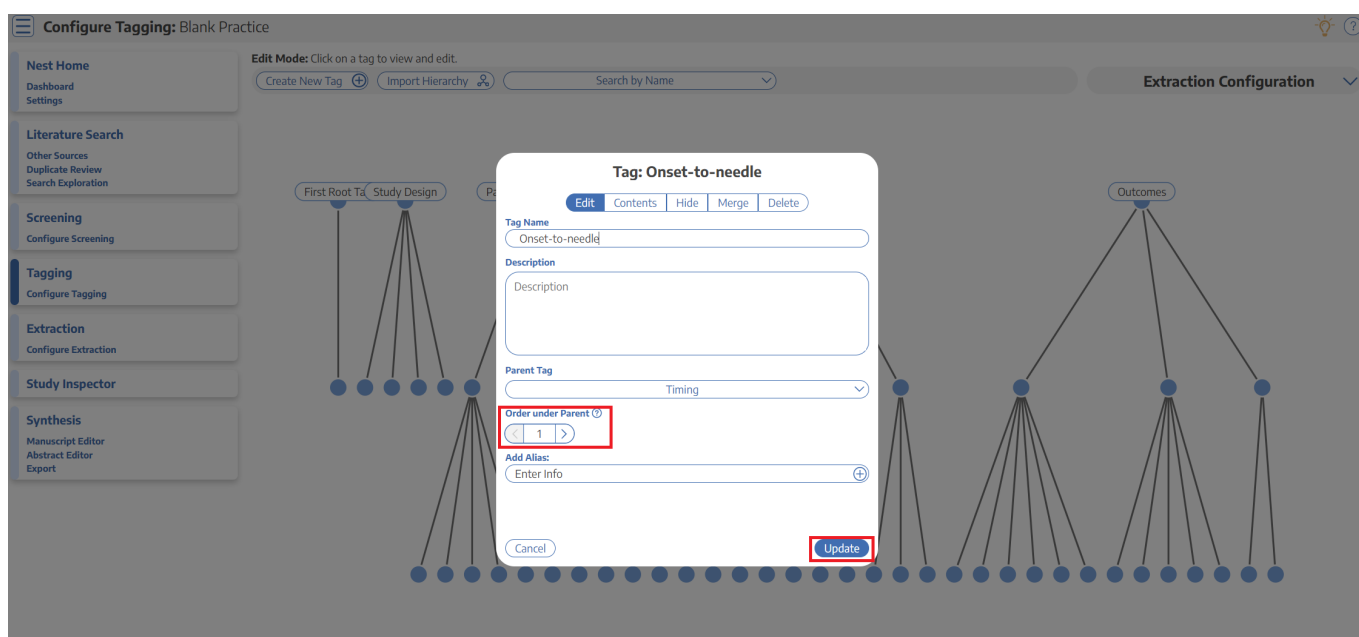 Configure Tagging: Blank Practice
Nest Home
Dashboard
Settings
Literature Search
Other Sources
Duplicate Review
Search Exploration
Screening
Configure Screening
Tagging
Configure Tagging
Extraction
Configure Extraction
Study Inspector
Synthesis
Manuscript Editor
Abstract Editor
Export
Edit Mode: Click on a tag to view and edit.
Create New Tag
Import Hierarchy
Search by Name
Extraction Configuration
First Root Ta
Study Design
Pa
Outcomes
Tag: Onset-to-needle
Edit
Contents
Hide
Merge
Delete
Tag Name
Onset-to-needle
Description
Description
Parent Tag
Timing
Order under Parent ?
1
Add Alias:
Enter Info
Cancel
Update